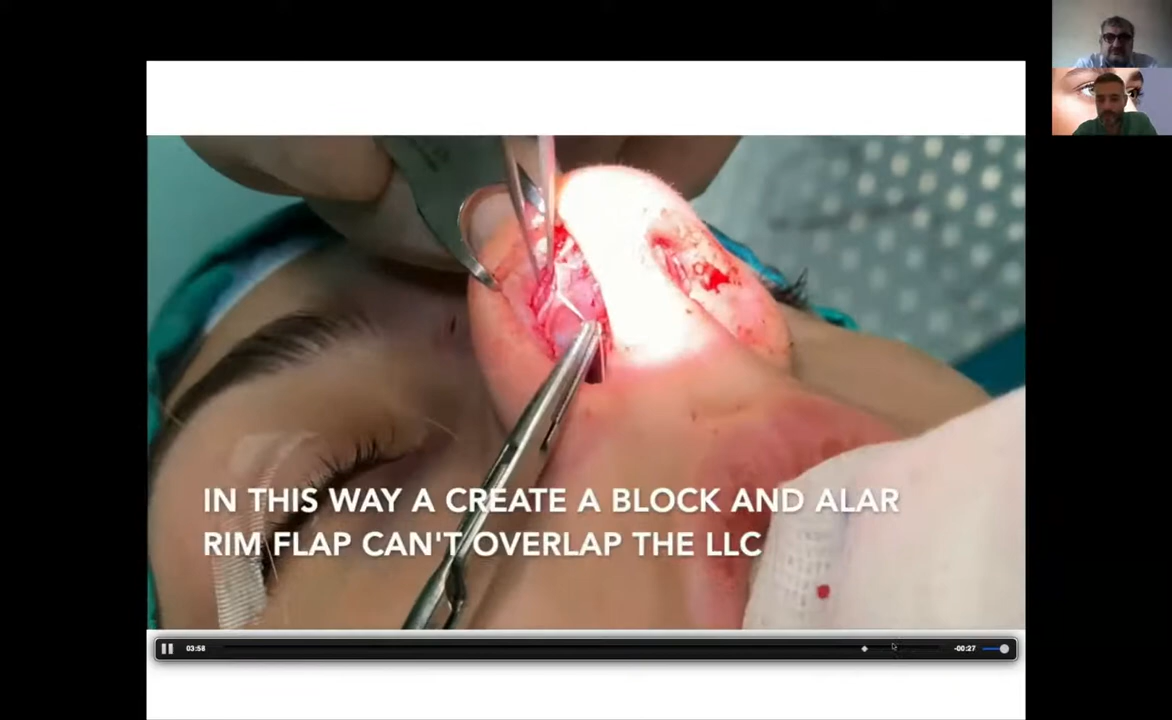 IN THIS WAY A CREATE A BLOCK AND ALAR
RIM FLAP CAN'T OVERLAP THE LLC
03:58
-00:27